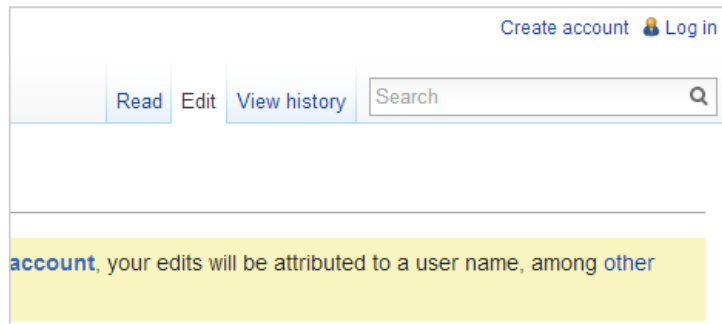 Create account Log in
Read Edit View history Search
account, your edits will be attributed to a user name, among other